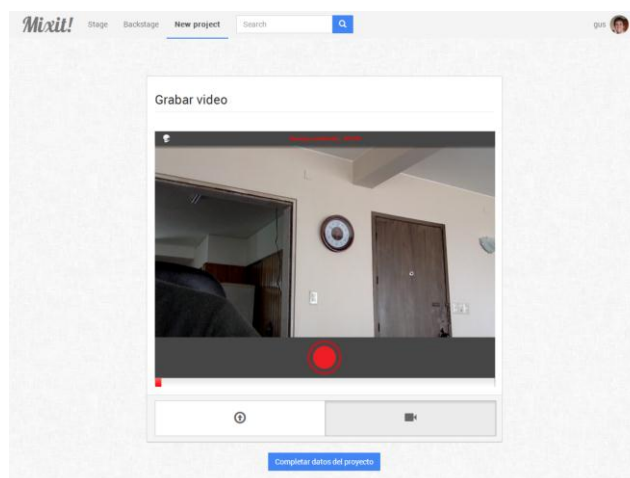 Mixit! Stage Backstage New project Search gus
Grabar video
Completar datos del proyecto